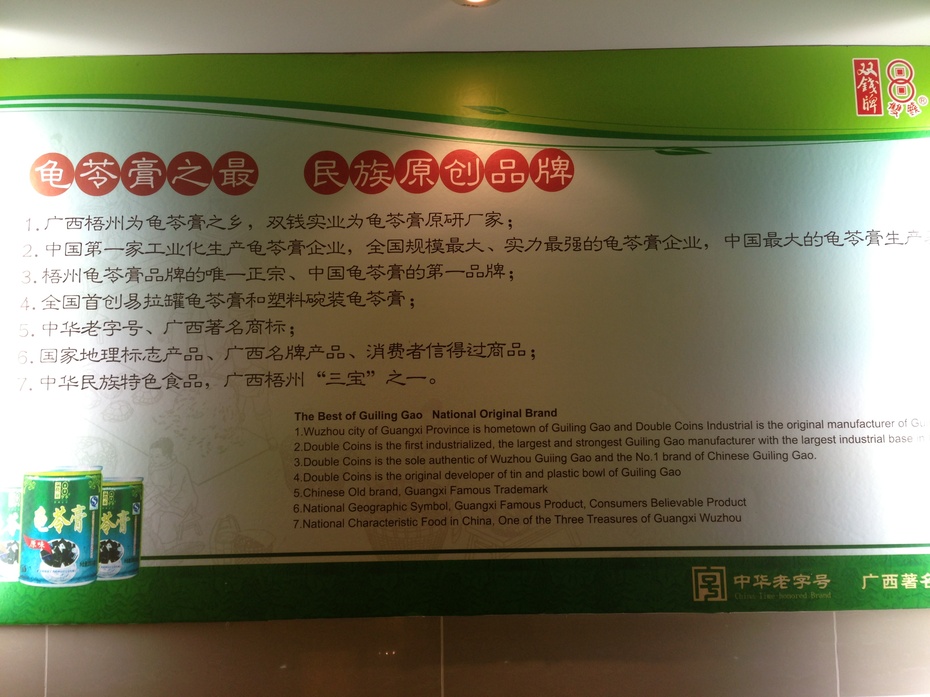 双钱牌
龟苓膏之最 民族原创品牌
1.广西梧州为龟苓膏之乡，双钱实业为龟苓膏原研厂家；
2.中国第一家工业化生产龟苓膏企业，全国规模最大、实力最强的龟苓膏企业，中国最大的龟苓膏生产
3.梧州龟苓膏品牌的唯一正宗、中国龟苓膏的第一品牌；
4.全国首创易拉罐龟苓膏和塑料碗装龟苓膏；
5.中华老字号、广西著名商标；
6.国家地理标志产品、广西名牌产品、消费者信得过商品；
7.中华民族特色食品，广西梧州“三宝”之一。
The Best of Guiling Gao National Original Brand
1.Wuzhou city of Guangxi Province is hometown of Guiling Gao and Double Coins Industrial is the original manufacturer of
2.Double Coins is the first industrialized, the largest and strongest Guiling Gao manufacturer with the largest industrial base in
3.Double Coins is the sole authentic of Wuzhou Guiing Gao and the No.1 brand of Chinese Guiling Gao.
4.Double Coins is the original developer of tin and plastic bowl of Guiling Gao
5.Chinese Old brand, Guangxi Famous Trademark
6.National Geographic Symbol, Guangxi Famous Product, Consumers Believable Product
7.National Characteristic Food in China, One of the Three Treasures of Guangxi Wuzhou
龟苓膏
苓膏
中华老字号 广西著名
China Time-honored Brand